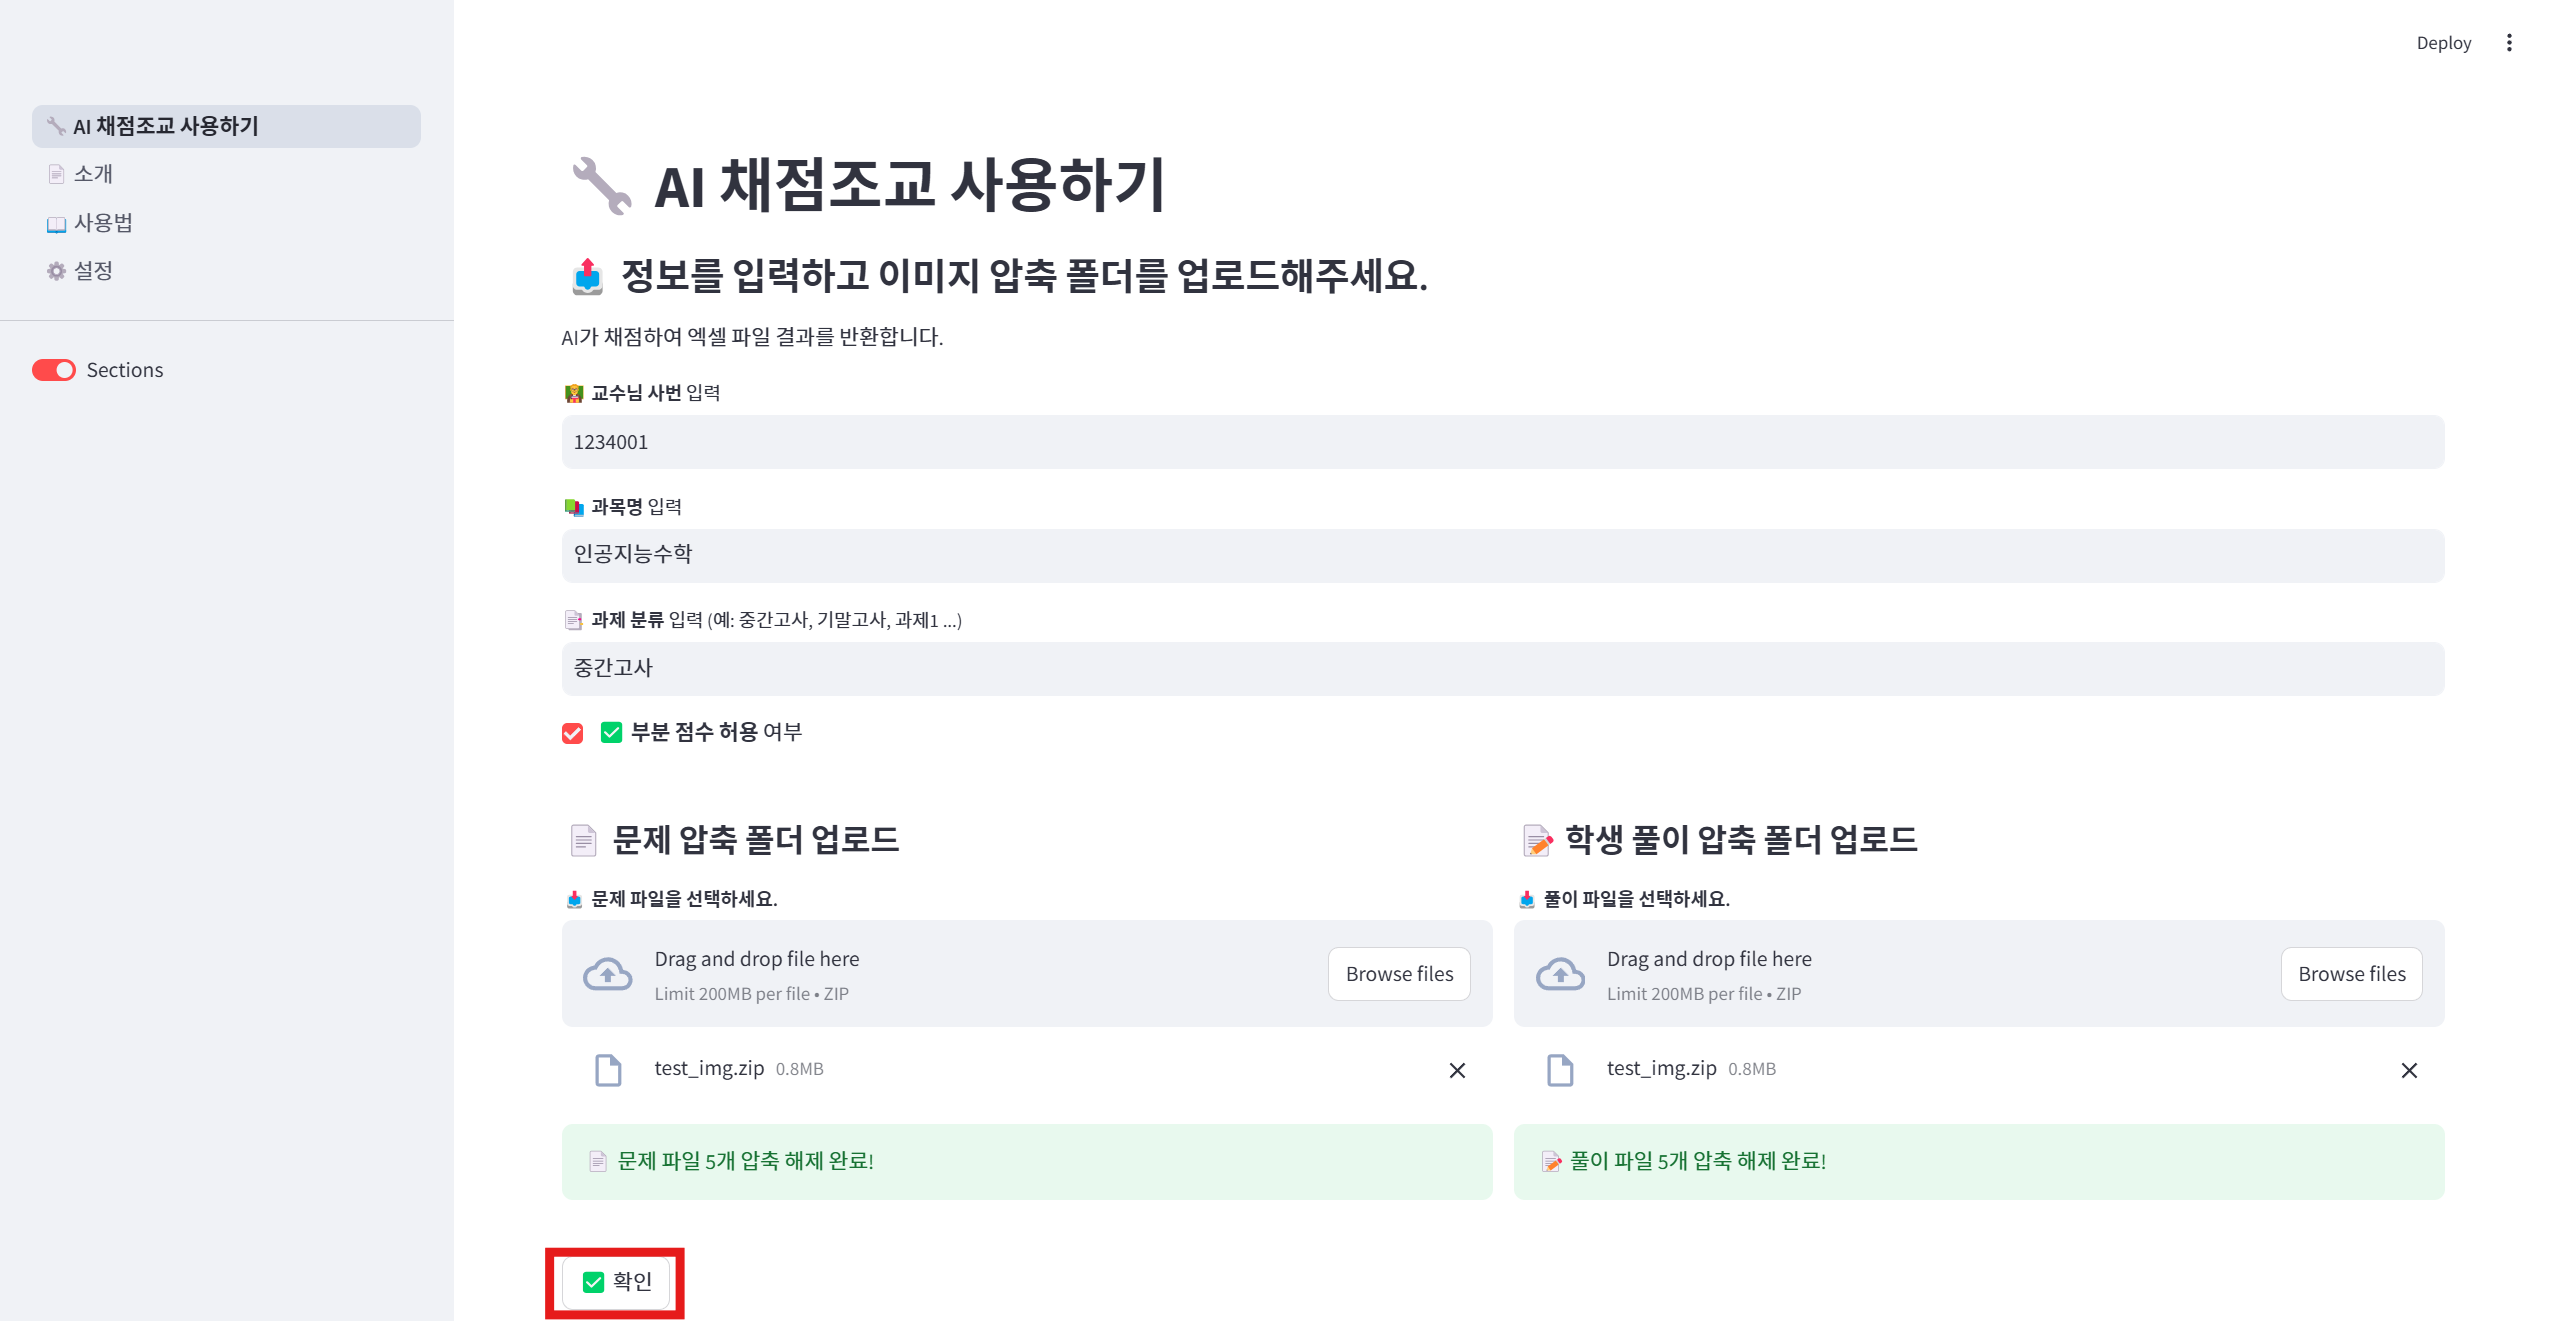 Deploy
AI 채점조교 사용하기
소개
사용법
설정
Sections
AI 채점조교 사용하기
정보를 입력하고 이미지 압축 폴더를 업로드해주세요.
AI가 채점하여 엑셀 파일 결과를 반환합니다.
교수님 사번 입력
1234001
과목명 입력
인공지능수학
과제 분류 입력 (예: 중간고사, 기말고사, 과제1 ...)
중간고사
부분 점수 허용 여부
문제 압축 폴더 업로드
문제 파일을 선택하세요.
Drag and drop file here
Limit 200MB per file • ZIP
Browse files
test_img.zip 0.8MB
문제 파일 5개 압축 해제 완료!
학생 풀이 압축 폴더 업로드
풀이 파일을 선택하세요.
Drag and drop file here
Limit 200MB per file • ZIP
Browse files
test_img.zip 0.8MB
풀이 파일 5개 압축 해제 완료!
확인